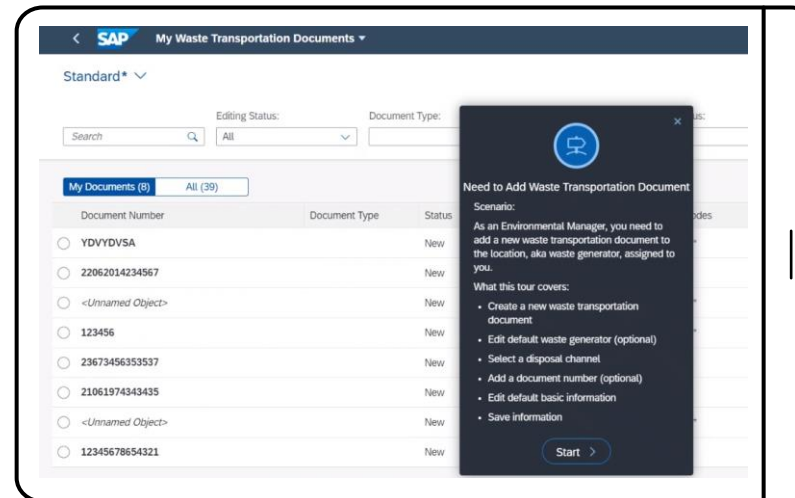 SAP My Waste Transportation Documents
Standard*
Editing Status: Document Type: us:
Search All
My Documents (8) All (39)
Document Number Document Type Status odes
YDVYDVSA New
22062014234567 New
<Unnamed Object> New
123456 New
23673456353537 New
21061974343435 New
<Unnamed Object> New
12345678654321 New
Need to Add Waste Transportation Document
Scenario:
As an Environmental Manager, you need to
add a new waste transportation document to
the location, aka waste generator, assigned to
you.
What this tour covers:
• Create a new waste transportation
document
• Edit default waste generator (optional)
• Select a disposal channel
• Add a document number (optional)
• Edit default basic information
• Save information
Start